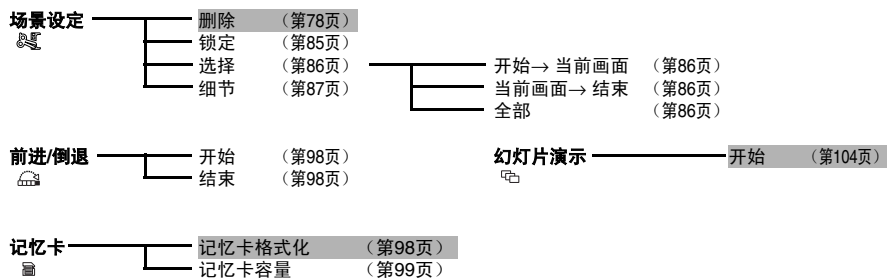 场景设定 删除 （第78页）
锁定 （第85页）
选择 （第86页） 开始→ 当前画面 （第86页）
细节 （第87页） 当前画面→ 结束 （第86页）
全部 （第86页）
前进/倒退 开始 （第98页） 幻灯片演示 开始 （第104页）
结束 （第98页）
记忆卡 记忆卡格式化 （第98页）
记忆卡容量 （第99页）